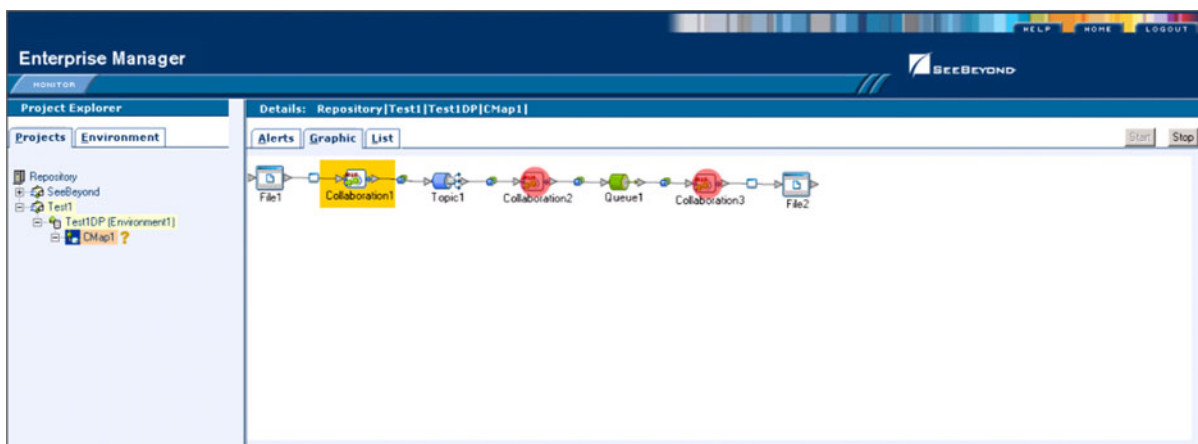 HELP HOME LOGOUT
Enterprise Manager
SEEBEYOND
MONITOR
Project Explorer
Details: Repository|Test1|Test1DP|CMap1|
Projects Environment
Alerts Graphic List
Start Stop
Repository
SeeBeyond
Test1
Test1DP (Environment1)
CMap1 ?
File1 Collaboration1 Topic1 Collaboration2 Queue1 Collaboration3 File2